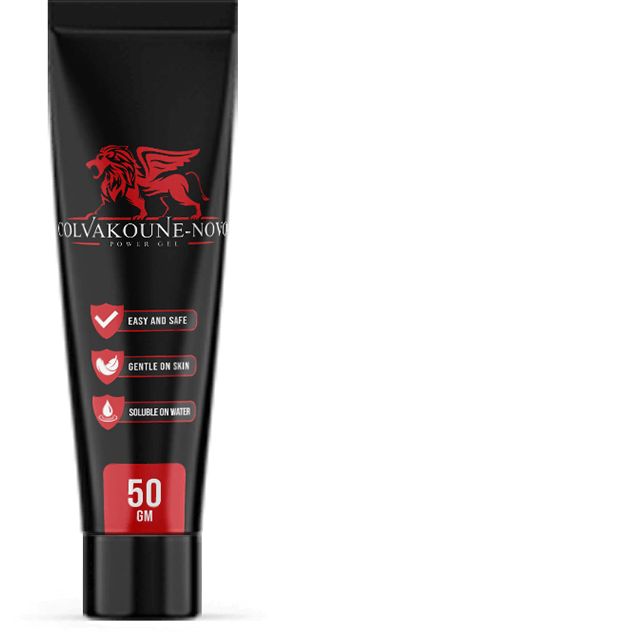 COLVAKOUNE-NOVO
POWER GEL
EASY AND SAFE
GENTLE ON SKIN
SOLUBLE ON WATER
50
GM